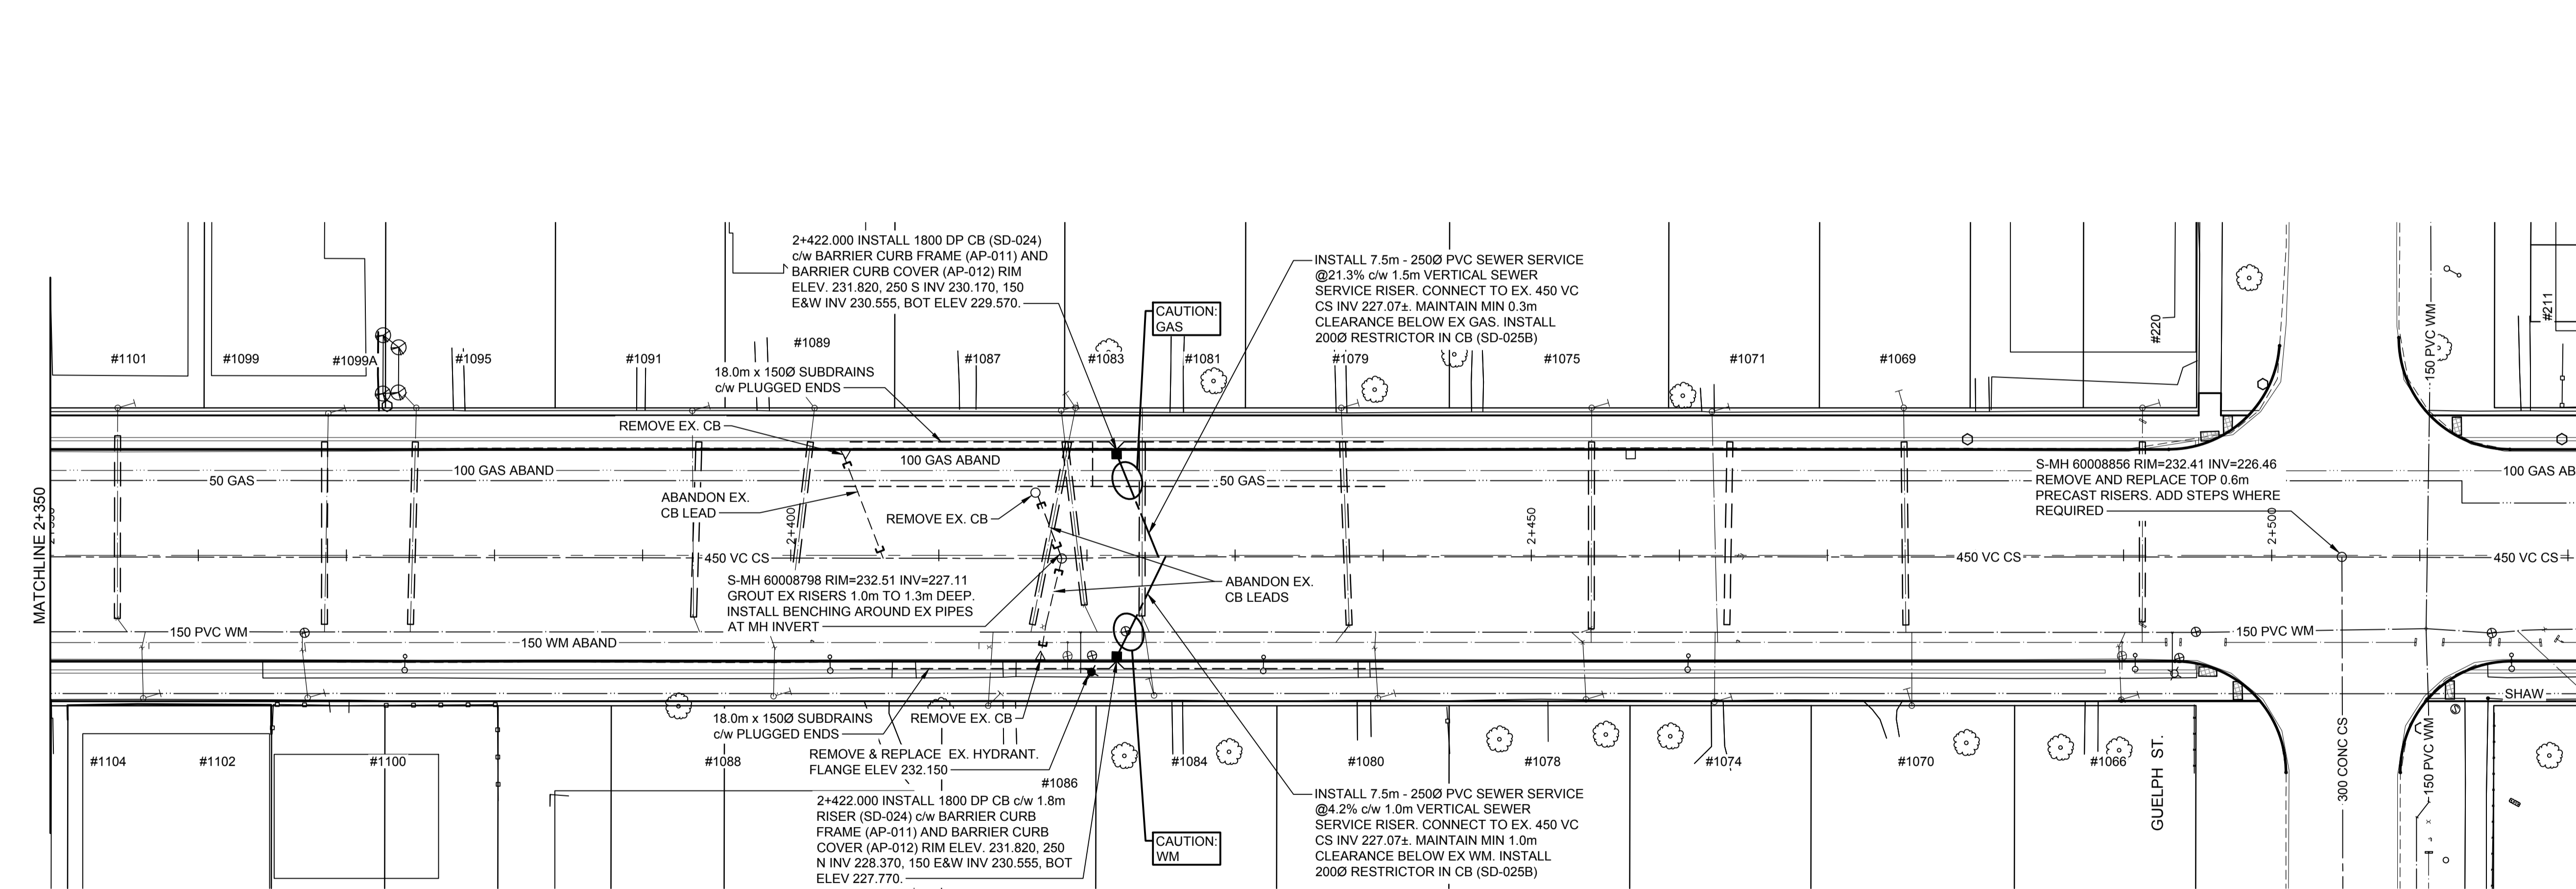 2+422.000 INSTALL 1800 DP CB (SD-024)
c/w BARRIER CURB FRAME (AP-011) AND
BARRIER CURB COVER (AP-012) RIM
ELEV. 231.820, 250 S INV 230.170, 150
E&W INV 230.555, BOT ELEV 229.570.
CAUTION:
GAS
INSTALL 7.5m - 250Ø PVC SEWER SERVICE
@21.3% c/w 1.5m VERTICAL SEWER
SERVICE RISER. CONNECT TO EX. 450 VC
CS INV 227.07±. MAINTAIN MIN 0.3m
CLEARANCE BELOW EX GAS. INSTALL
200Ø RESTRICTOR IN CB (SD-025B)
#220
150 PVC WM
#211
#1101
#1099
#1099A
#1095
#1091
#1089
#1087
#1083
#1081
#1079
#1075
#1071
#1069
18.0m x 150Ø SUBDRAINS
c/w PLUGGED ENDS
REMOVE EX. CB
100 GAS ABAND
100 GAS ABAND
50 GAS
50 GAS
100 GAS AB
S-MH 60008856 RIM=232.41 INV=226.46
REMOVE AND REPLACE TOP 0.6m
PRECAST RISERS. ADD STEPS WHERE
REQUIRED
ABANDON EX.
CB LEAD
REMOVE EX. CB
MATCHLINE 2+350
2+400
2+450
2+500
450 VC CS
450 VC CS
450 VC CS
S-MH 60008798 RIM=232.51 INV=227.11
GROUT EX RISERS 1.0m TO 1.3m DEEP.
INSTALL BENCHING AROUND EX PIPES
AT MH INVERT
ABANDON EX.
CB LEADS
150 PVC WM
150 WM ABAND
150 PVC WM
SHAW
18.0m x 150Ø SUBDRAINS
c/w PLUGGED ENDS
REMOVE EX. CB
REMOVE & REPLACE EX. HYDRANT.
FLANGE ELEV 232.150
#1104
#1102
#1100
#1088
#1086
#1084
#1080
#1078
#1074
#1070
#1066
GUELPH ST.
300 CONC CS
150 PVC WM
2+422.000 INSTALL 1800 DP CB c/w 1.8m
RISER (SD-024) c/w BARRIER CURB
FRAME (AP-011) AND BARRIER CURB
COVER (AP-012) RIM ELEV. 231.820, 250
N INV 228.370, 150 E&W INV 230.555, BOT
ELEV 227.770.
CAUTION:
WM
INSTALL 7.5m - 250Ø PVC SEWER SERVICE
@4.2% c/w 1.0m VERTICAL SEWER
SERVICE RISER. CONNECT TO EX. 450 VC
CS INV 227.07±. MAINTAIN MIN 1.0m
CLEARANCE BELOW EX WM. INSTALL
200Ø RESTRICTOR IN CB (SD-025B)